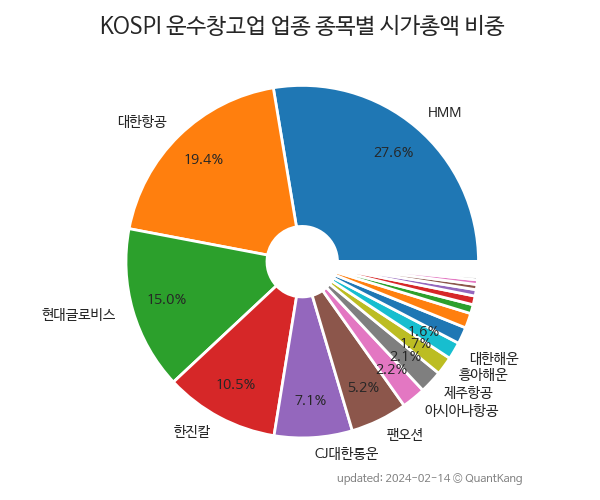 KOSPI 운수창고업 업종 종목별 시가총액 비중
HMM
27.6%
대한항공
19.4%
현대글로비스
15.0%
한진칼
10.5%
CJ대한통운
7.1%
팬오션
5.2%
아시아나항공
2.2%
제주항공
2.1%
흥아해운
1.7%
대한해운
1.6%
updated: 2024-02-14 © QuantKang